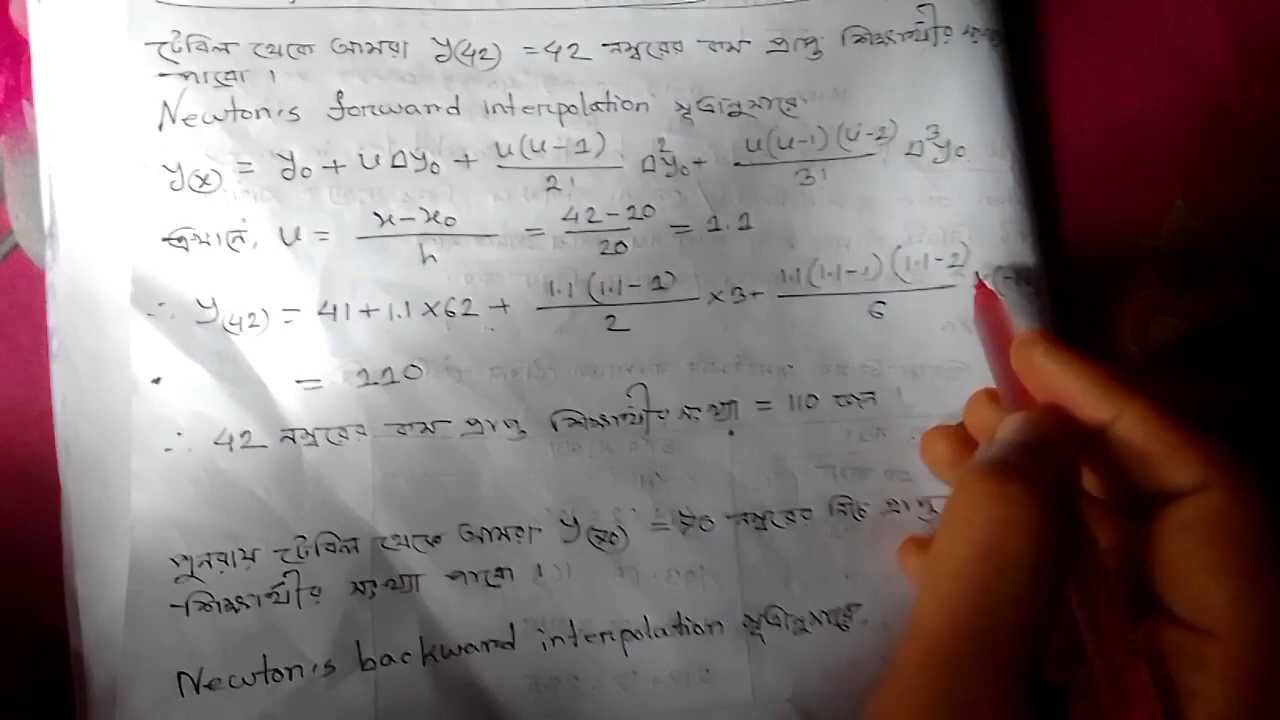 টেবিল থেকে আমরা y(42) = 42 নম্বরের কম প্রাপ্ত শিক্ষার্থীর
পাবো।
Newton's forward interpolation সূত্রানুসারে
y(x) = y₀ + u Δy₀ + u(u-1)/2! Δ²y₀ + u(u-1)(u-2)/3! Δ³y₀
এখানে, u = x-x₀/h = 42-20/20 = 1.1
∴ y(42) = 41 + 1.1 × 62 + 1.1(1.1-1)/2 × 3 + 1.1(1.1-1)(1.1-2)/6
= 110
∴ 42 নম্বরের কম প্রাপ্ত শিক্ষার্থীর সংখ্যা = 110 জন।
পুনরায় টেবিল থেকে আমরা = নম্বরের নিচে প্রাপ্ত
শিক্ষার্থীর সংখ্যা পাবো।
Newton's backward interpolation সূত্রানুসারে